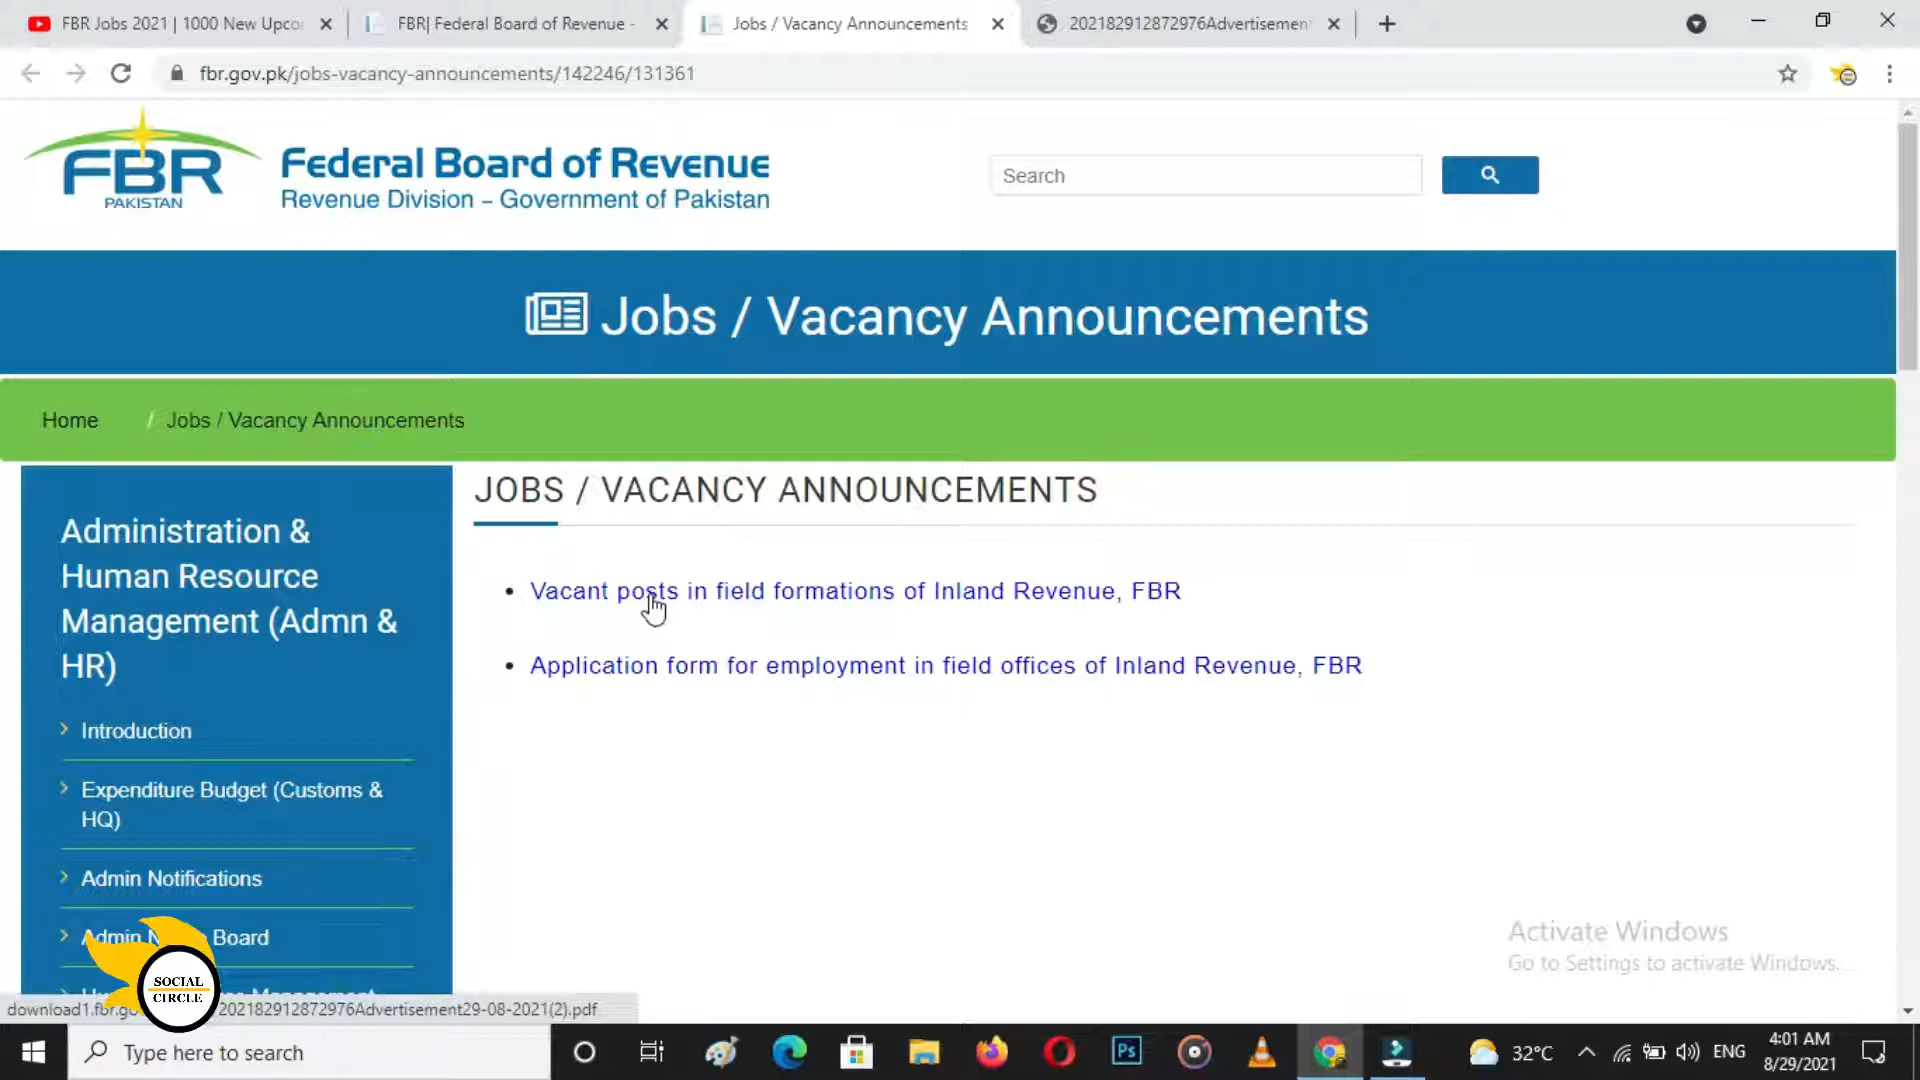 FBR Jobs 2021 | 1000 New Upco
FBR| Federal Board of Revenue -
Jobs / Vacancy Announcements
202182912872976Advertisement
fbr.gov.pk/jobs-vacancy-announcements/142246/131361
FBR
PAKISTAN
Federal Board of Revenue
Revenue Division – Government of Pakistan
Search
Jobs / Vacancy Announcements
Home / Jobs / Vacancy Announcements
Administration &
Human Resource
Management (Admn &
HR)
Introduction
Expenditure Budget (Customs &
HQ)
Admin Notifications
Admin N Board
JOBS / VACANCY ANNOUNCEMENTS
• Vacant posts in field formations of Inland Revenue, FBR
• Application form for employment in field offices of Inland Revenue, FBR
Activate Windows
Go to Settings to activate Windows.
SOCIAL
CIRCLE
download1.fbr.go 202182912872976Advertisement29-08-2021(2).pdf
Type here to search
Ps
32°C
ENG
4:01 AM
8/29/2021